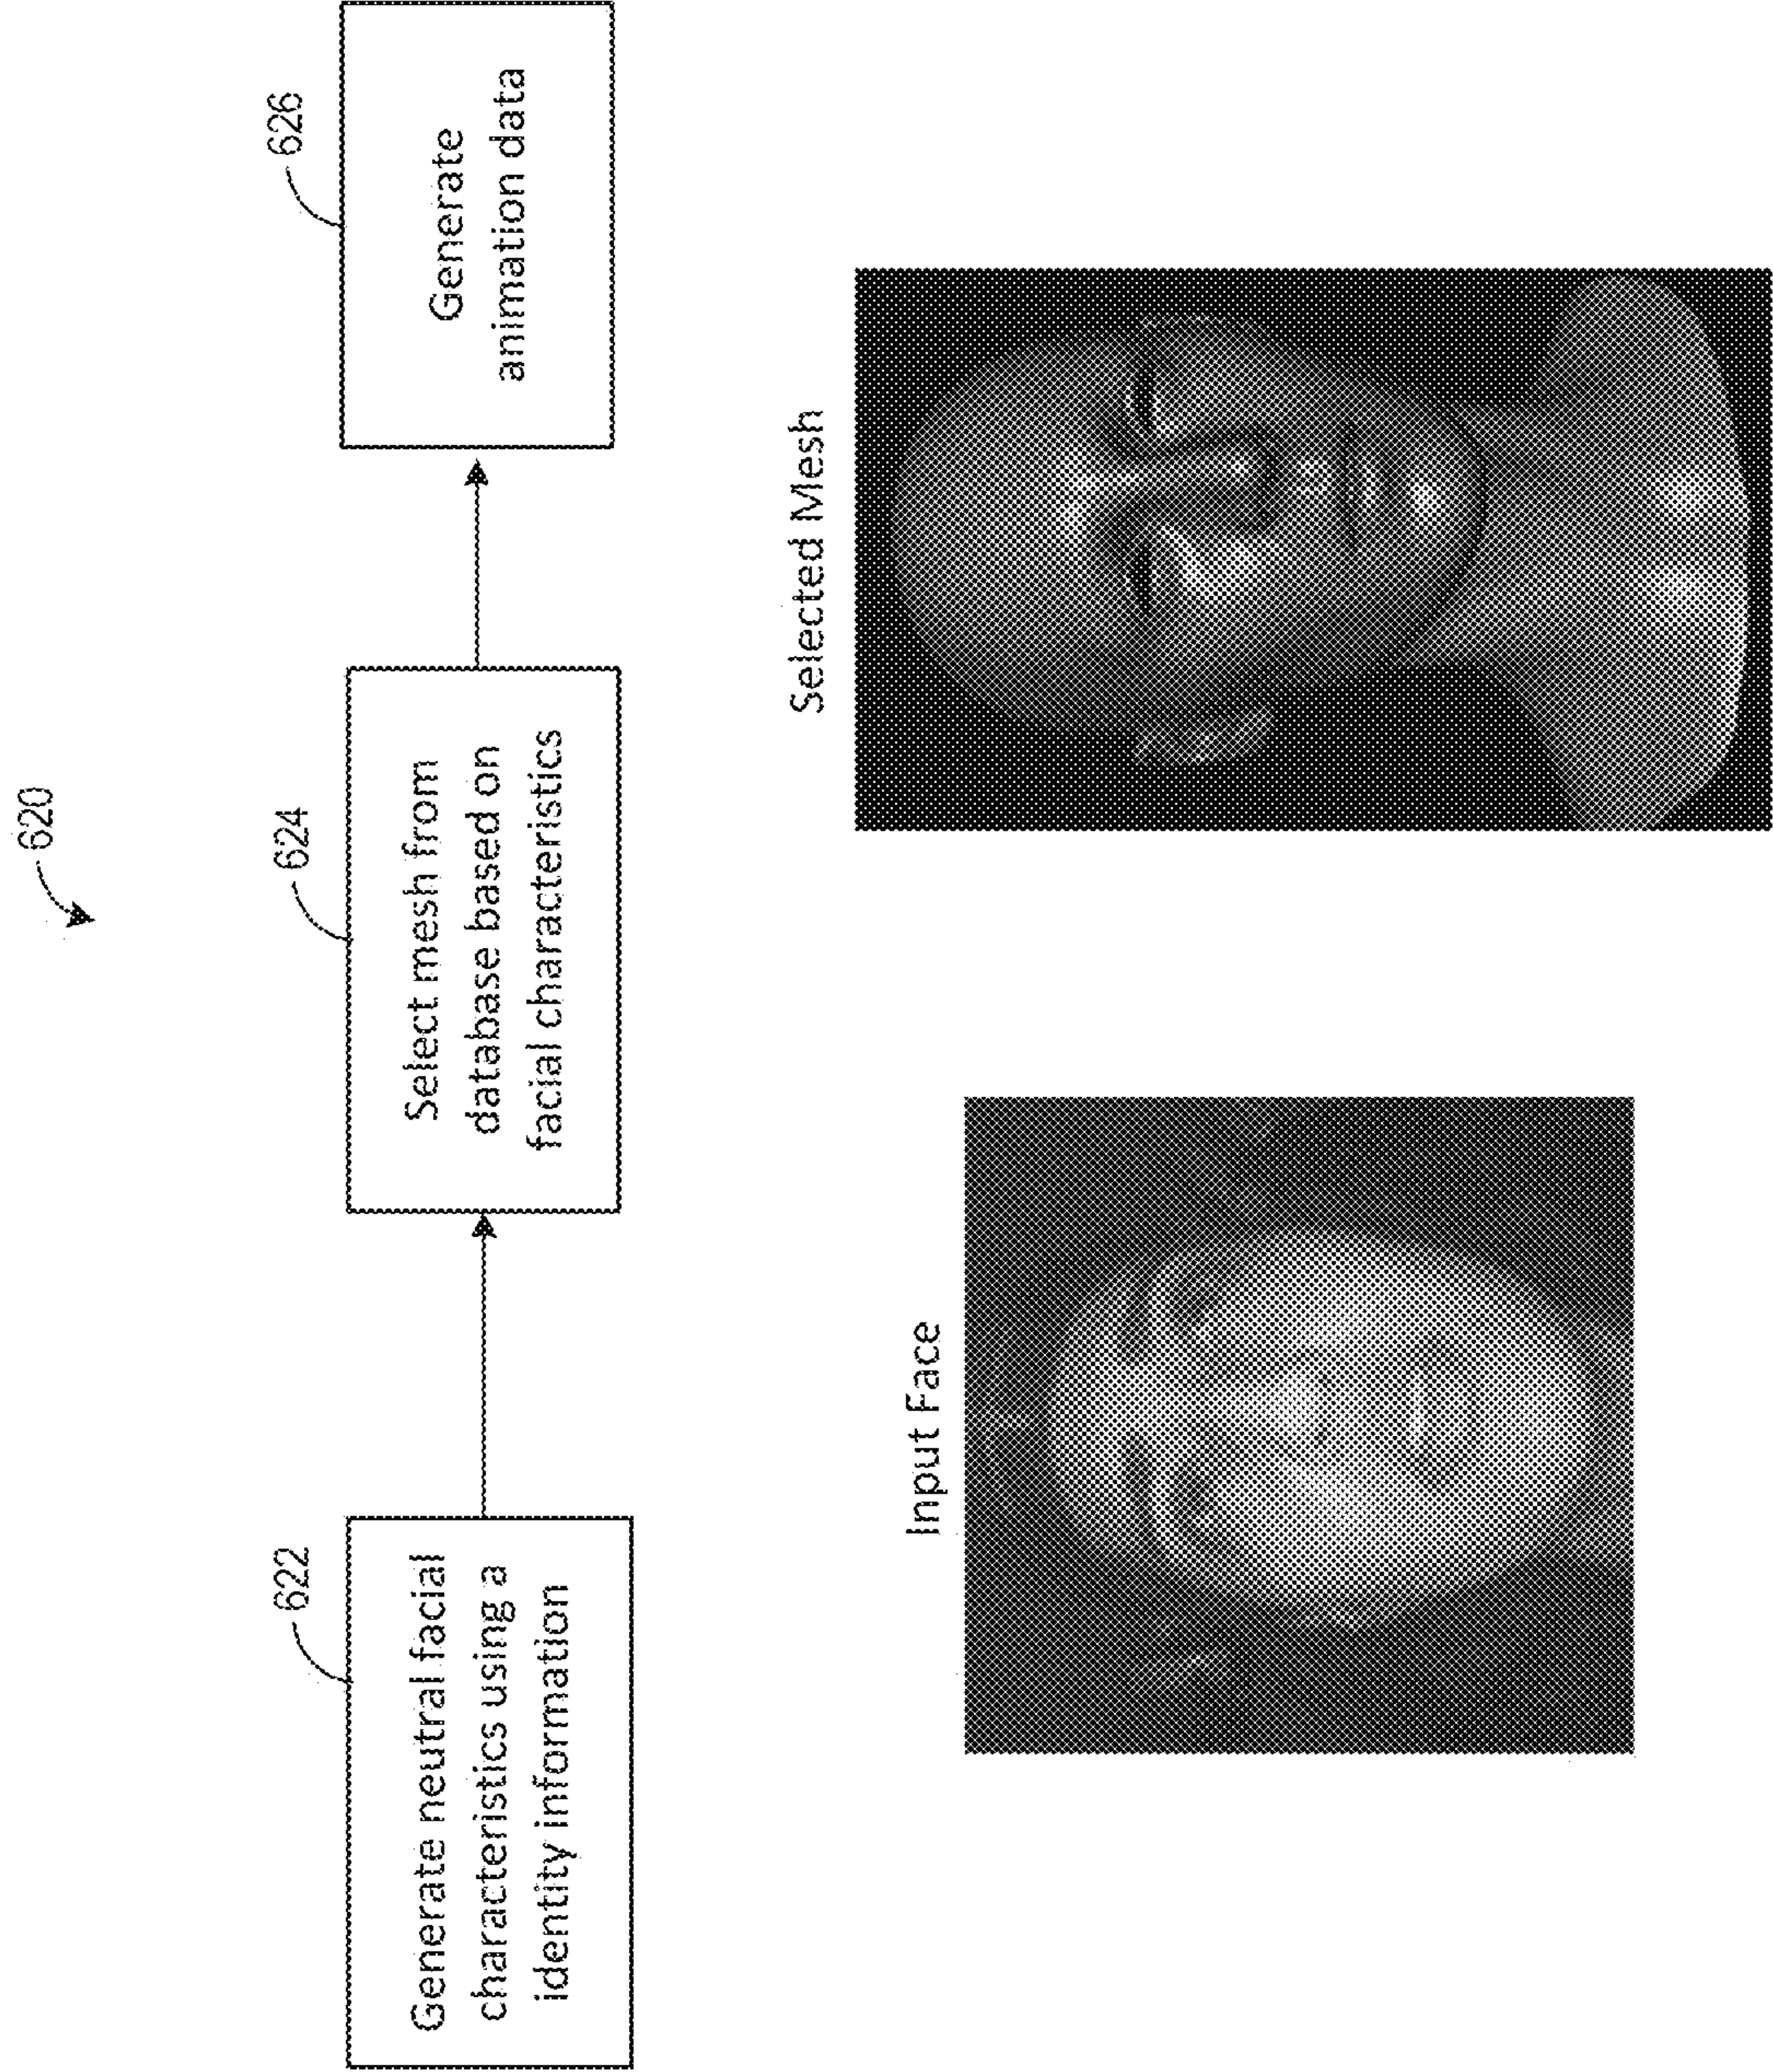 620
622
Generate neutral facial
characteristics using a
identity information
624
Select mesh from
database based on
facial characteristics
626
Generate
animation data
Input Face
Selected Mesh